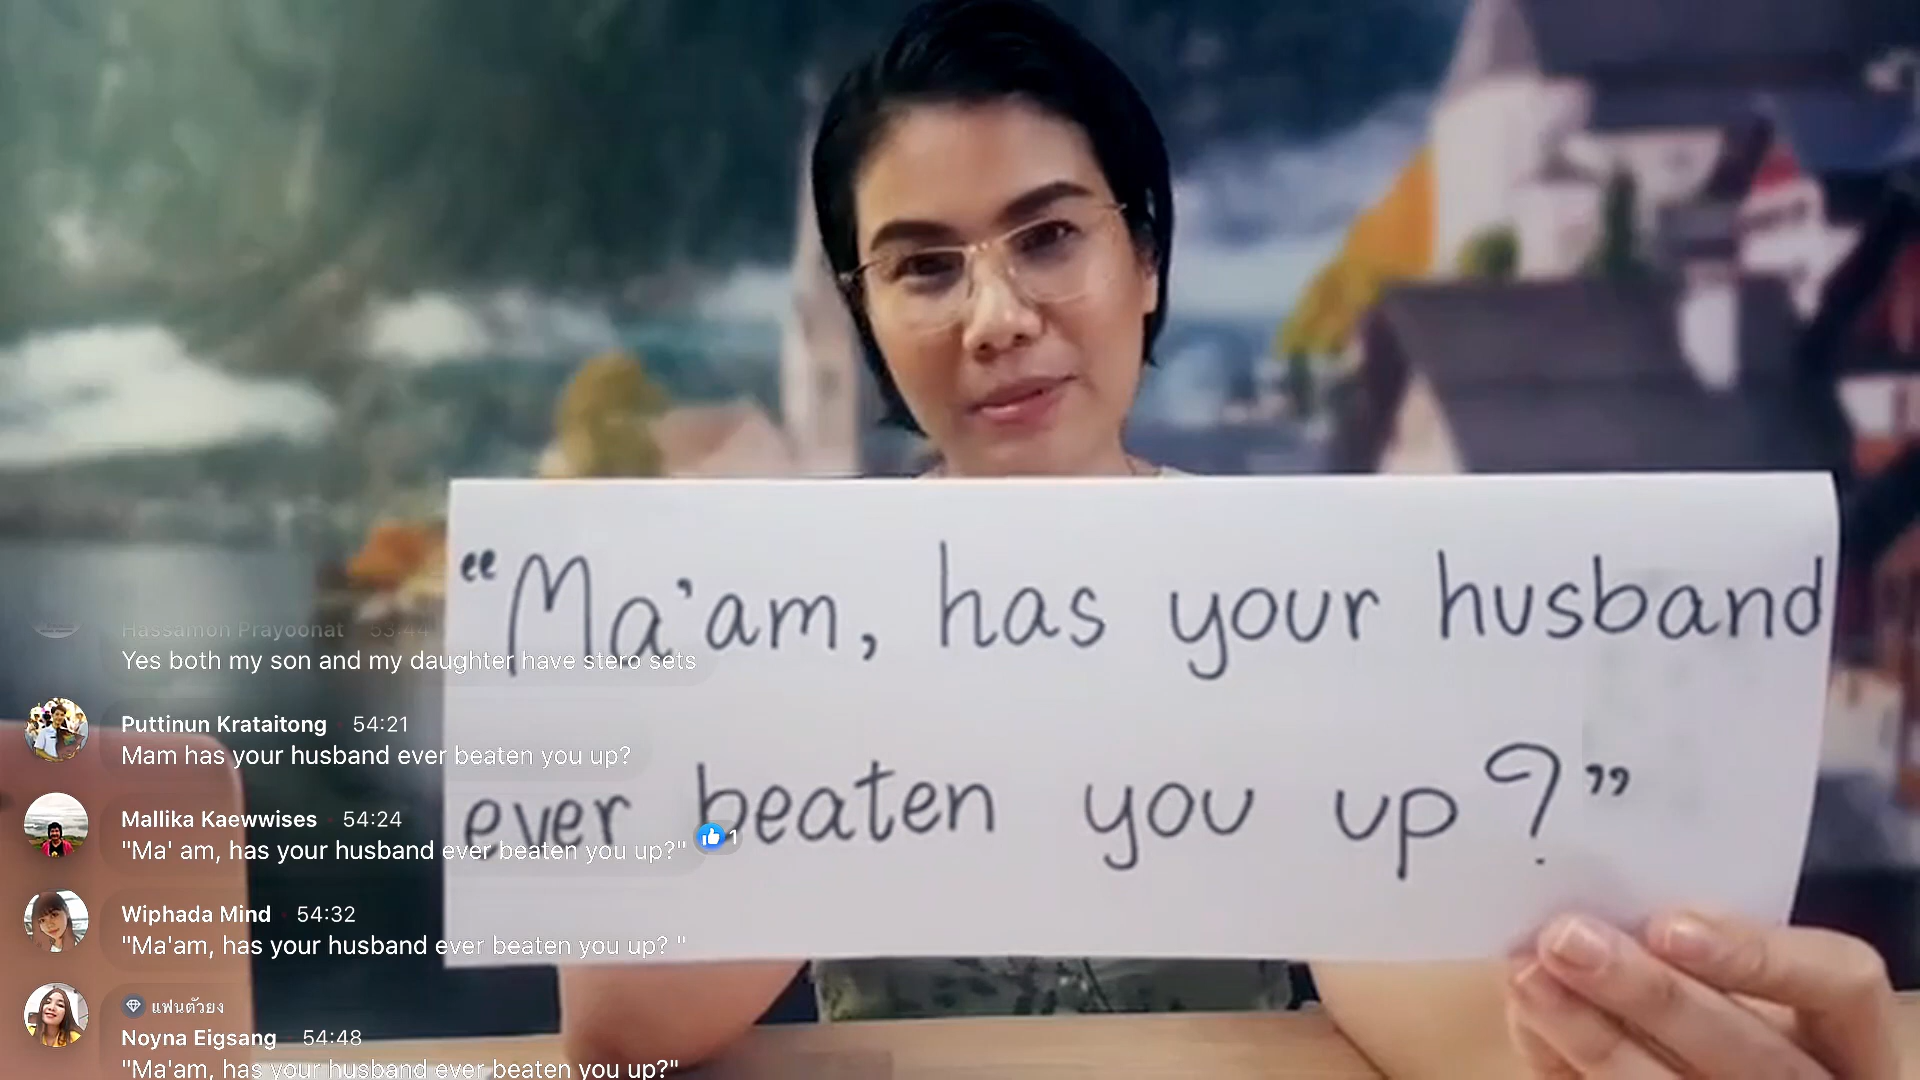 "Ma'am, has your husband
ever beaten you up?"
Hassamon Prayoonat 53:44
Yes both my son and my daughter have stero sets
Puttinun Krataitong · 54:21
Mam has your husband ever beaten you up?
Mallika Kaewwises · 54:24
"Ma' am, has your husband ever beaten you up?"
1
Wiphada Mind · 54:32
"Ma'am, has your husband ever beaten you up? "
แฟนตัวยง
Noyna Eigsang · 54:48
"Ma'am, has your husband ever beaten you up?"